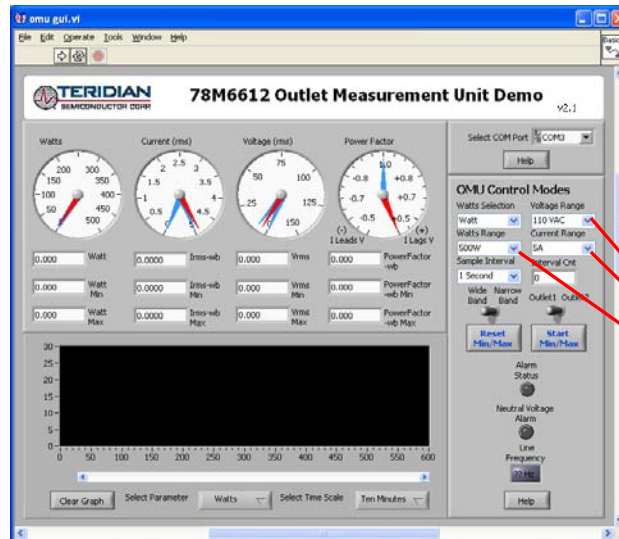 omu gui.vi
File Edit Operate Tools Window Help
TERIDIAN
SEMICONDUCTOR CORP.
78M6612 Outlet Measurement Unit Demo
v2.1
Select COM Port COM3
Help
Watts
Current (rms)
Voltage (rms)
Power Factor
50 100 150 200 300 350 400 450 500
0 0.5 1 1.5 2 2.5 3 3.5 4 4.5 5
0 25 50 75 100 125 150
-0.5 -0.7 -0.8 1.0 +0.8 +0.7 +0.5
(-) I Leads V
(+) I Lags V
0.000 Watt
0.0000 Irms-wb
0.000 Vrms
0.000 PowerFactor -wb
0.000 Watt Min
0.0000 Irms-wb Min
0.000 Vrms Min
0.000 PowerFactor -wb Min
0.000 Watt Max
0.0000 Irms-wb Max
0.000 Vrms Max
0.000 PowerFactor -wb Max
OMU Control Modes
Watts Selection Voltage Range
Watt 110 VAC
Watts Range Current Range
500W 5A
Sample Interval Interval Cnt
1 Second 0
Wide Band Narrow Band
Outlet1 Outlet2
Reset Min/Max
Start Min/Max
Alarm Status
Neutral Voltage Alarm
Line Frequency
?? Hz
Help
30
25
20
15
10
5
0
0 50 100 150 200 250 300 350 400 450 500 550 600
Clear Graph
Select Parameter Watts
Select Time Scale Ten Minutes